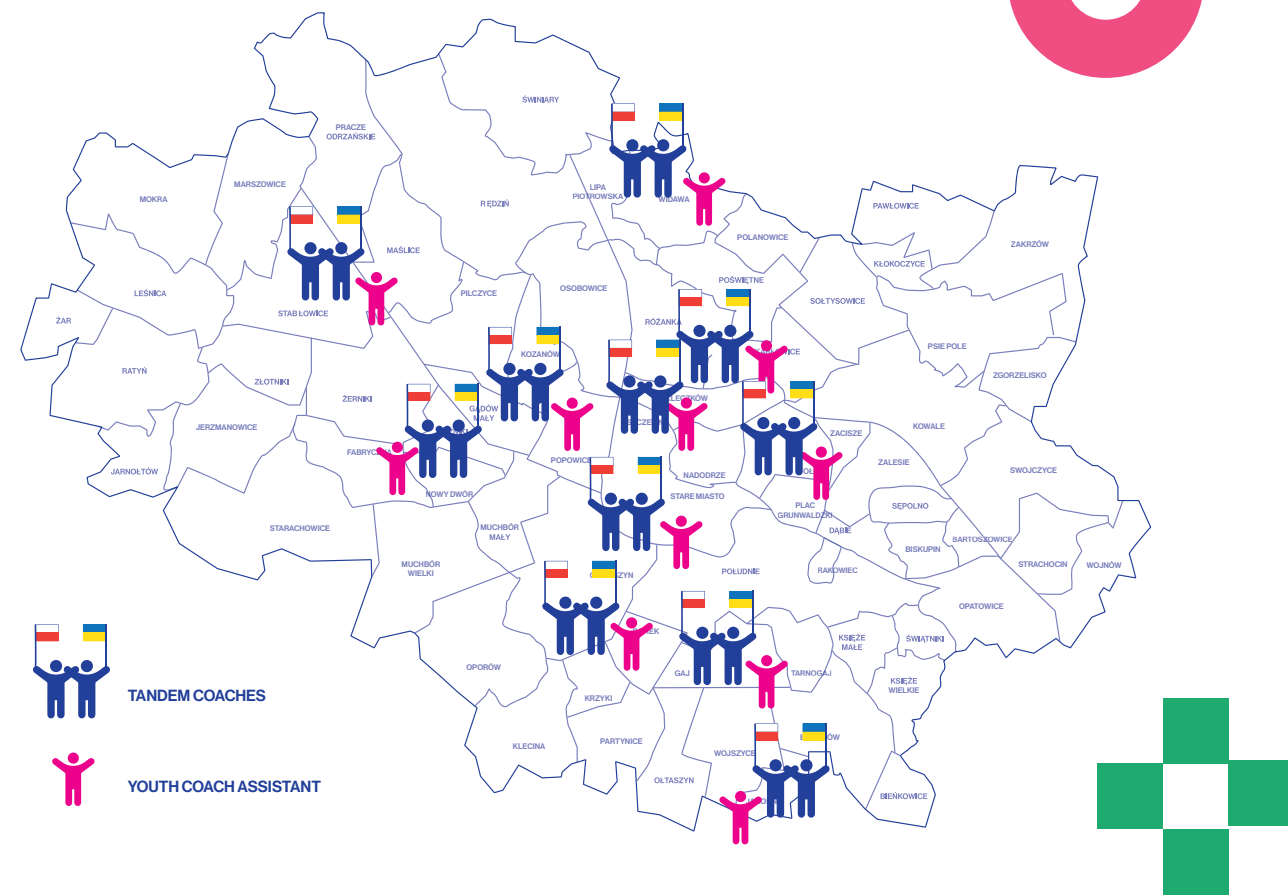 ŚWINIARY
PRACZE
ODRZAŃSKIE
MARSZOWICE
MOKRA
RĘDZIŃ
LIPA
PIOTROWSKA
WIDAWA
PAWŁOWICE
POLANOWICE
ZAKRZÓW
KŁOKOCZYCE
MAŚLICE
POŚWIĘTNE
LEŚNICA
PILCZYCE
OSOBOWICE
SOŁTYSOWICE
STABŁOWICE
ŻAR
RÓŻANKA
KOZANÓW
PSIE POLE
RATYŃ
ZGORZELISKO
ZŁOTNIKI
ŻERNIKI
GĄDÓW
MAŁY
JERZMANOWICE
KOWALE
ZACISZE
JARNOŁTÓW
POPOWICE
ZALESIE
SWOJCZYCE
NADODRZE
NOWY DWÓR
STARE MIASTO
PLAC
GRUNWALDZKI
SĘPOLNO
STARACHOWICE
MUCHBÓR
MAŁY
DĄBIE
BARTOSZOWICE
BISKUPIN
MUCHBÓR
WIELKI
POŁUDNIE
RAKOWIEC
STRACHOCIN
WOJNÓW
OPATOWICE
KSIĘŻE
MAŁE
ŚWIĄTNIKI
OPORÓW
GAJ
TARNOGAJ
KSIĘŻE
WIELKIE
KRZYKI
TANDEM COACHES
KLECINA
PARTYNICE
WOJSZYCE
OŁTASZYN
YOUTH COACH ASSISTANT
BIEŃKOWICE